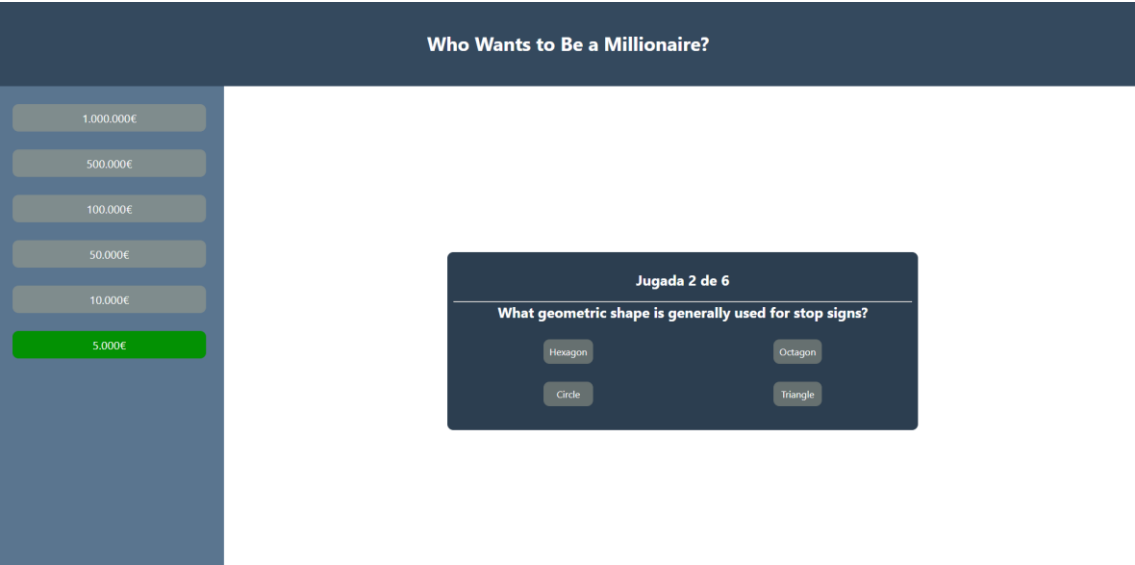 Who Wants to Be a Millionaire?
1.000.000€
500.000€
100.000€
50.000€
10.000€
5.000€
Jugada 2 de 6
What geometric shape is generally used for stop signs?
Hexagon
Octagon
Circle
Triangle